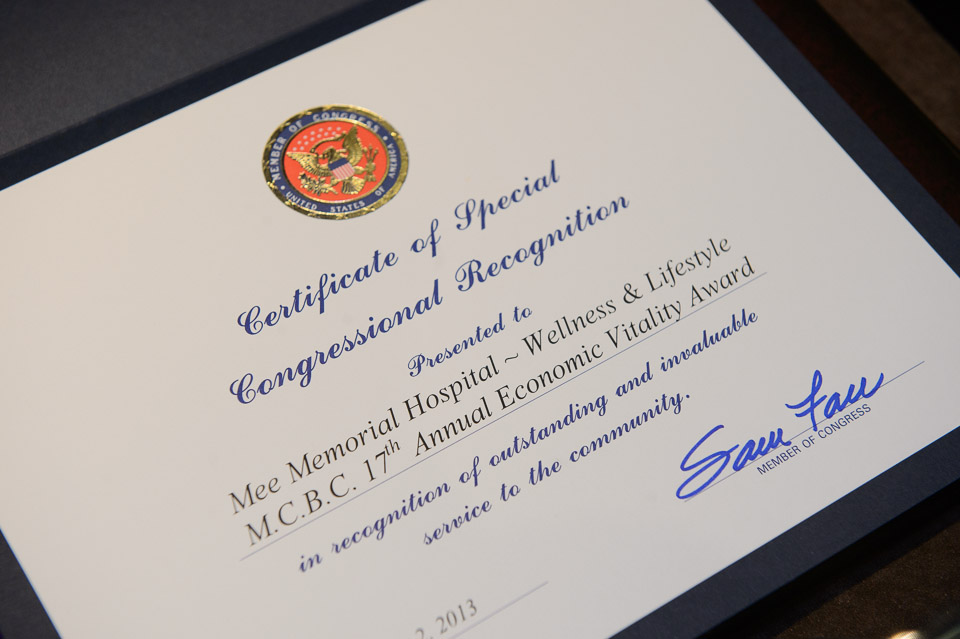 MEMBER OF CONGRESS
UNITED STATES OF AMERICA
Certificate of Special
Congressional Recognition
Presented to
Mee Memorial Hospital ~ Wellness & Lifestyle
M.C.B.C. 17th Annual Economic Vitality Award
in recognition of outstanding and invaluable
service to the community.
Sam Farr
MEMBER OF CONGRESS
2, 2013